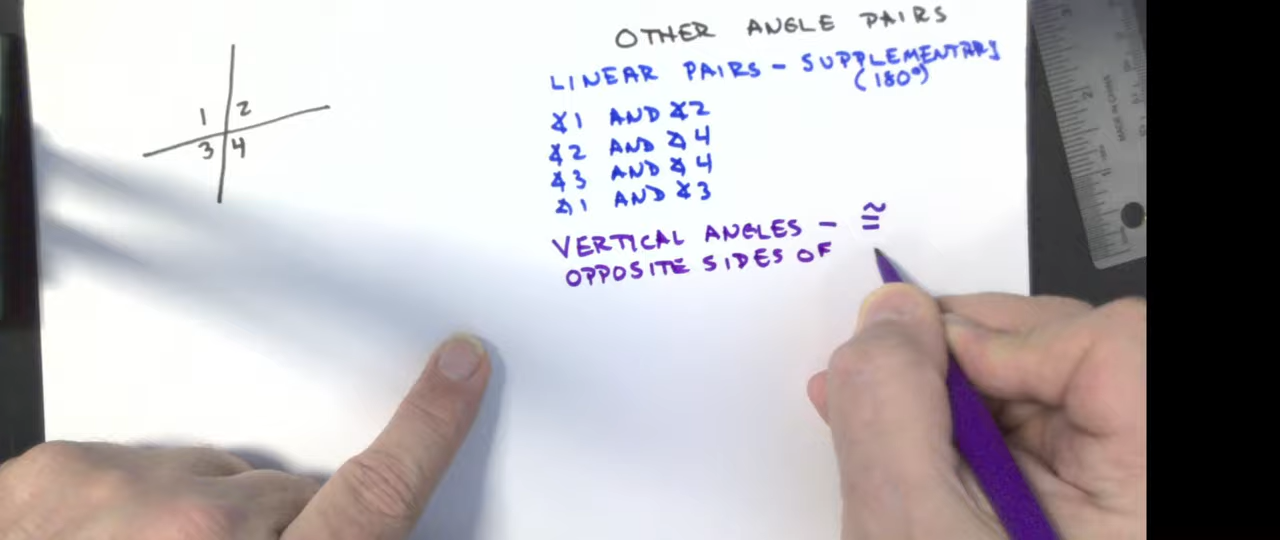 OTHER ANGLE PAIRS
LINEAR PAIRS - SUPPLEMENTARY
(180°)
1 2
3 4
∡1 AND ∡2
∡2 AND ∡4
∡3 AND ∡4
∡1 AND ∡3
VERTICAL ANGLES - ≅
OPPOSITE SIDES OF